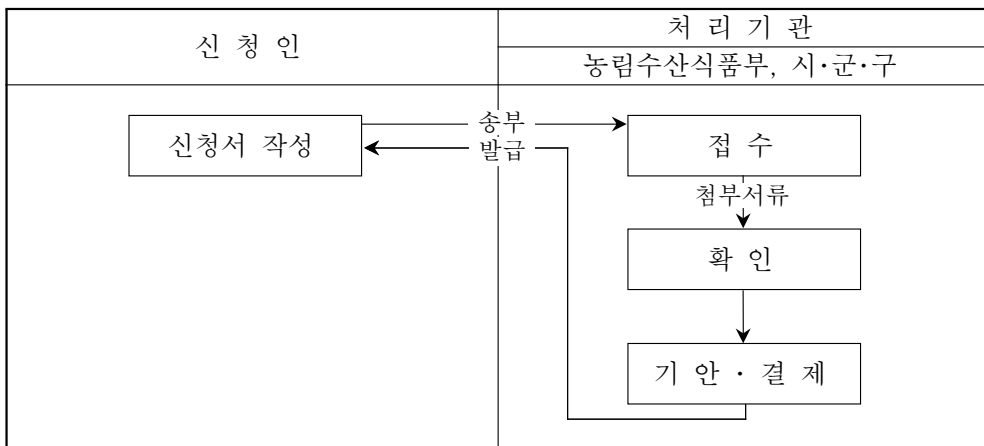 신 청 인
처 리 기 관
농림수산식품부, 시·군·구
신청서 작성
송부
발급
접 수
첨부서류
확 인
기 안 · 결 제